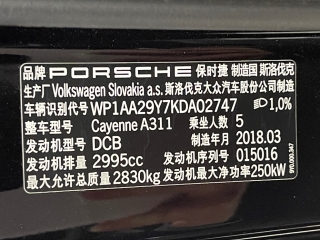 品牌 PORSCHE 保时捷 制造国 斯洛伐克
生产厂 Volkswagen Slovakia a.s. 斯洛伐克大众汽车股份制造
车辆识别代号 WP1AA29Y7KDA02747 1,0%
整车型号 Cayenne A311 乘坐人数 5
发动机型号 DCB 制造年月 2018.03
发动机排量 2995cc 发动机序列号 015016
最大允许总质量 2830kg 发动机最大净功率 250kW